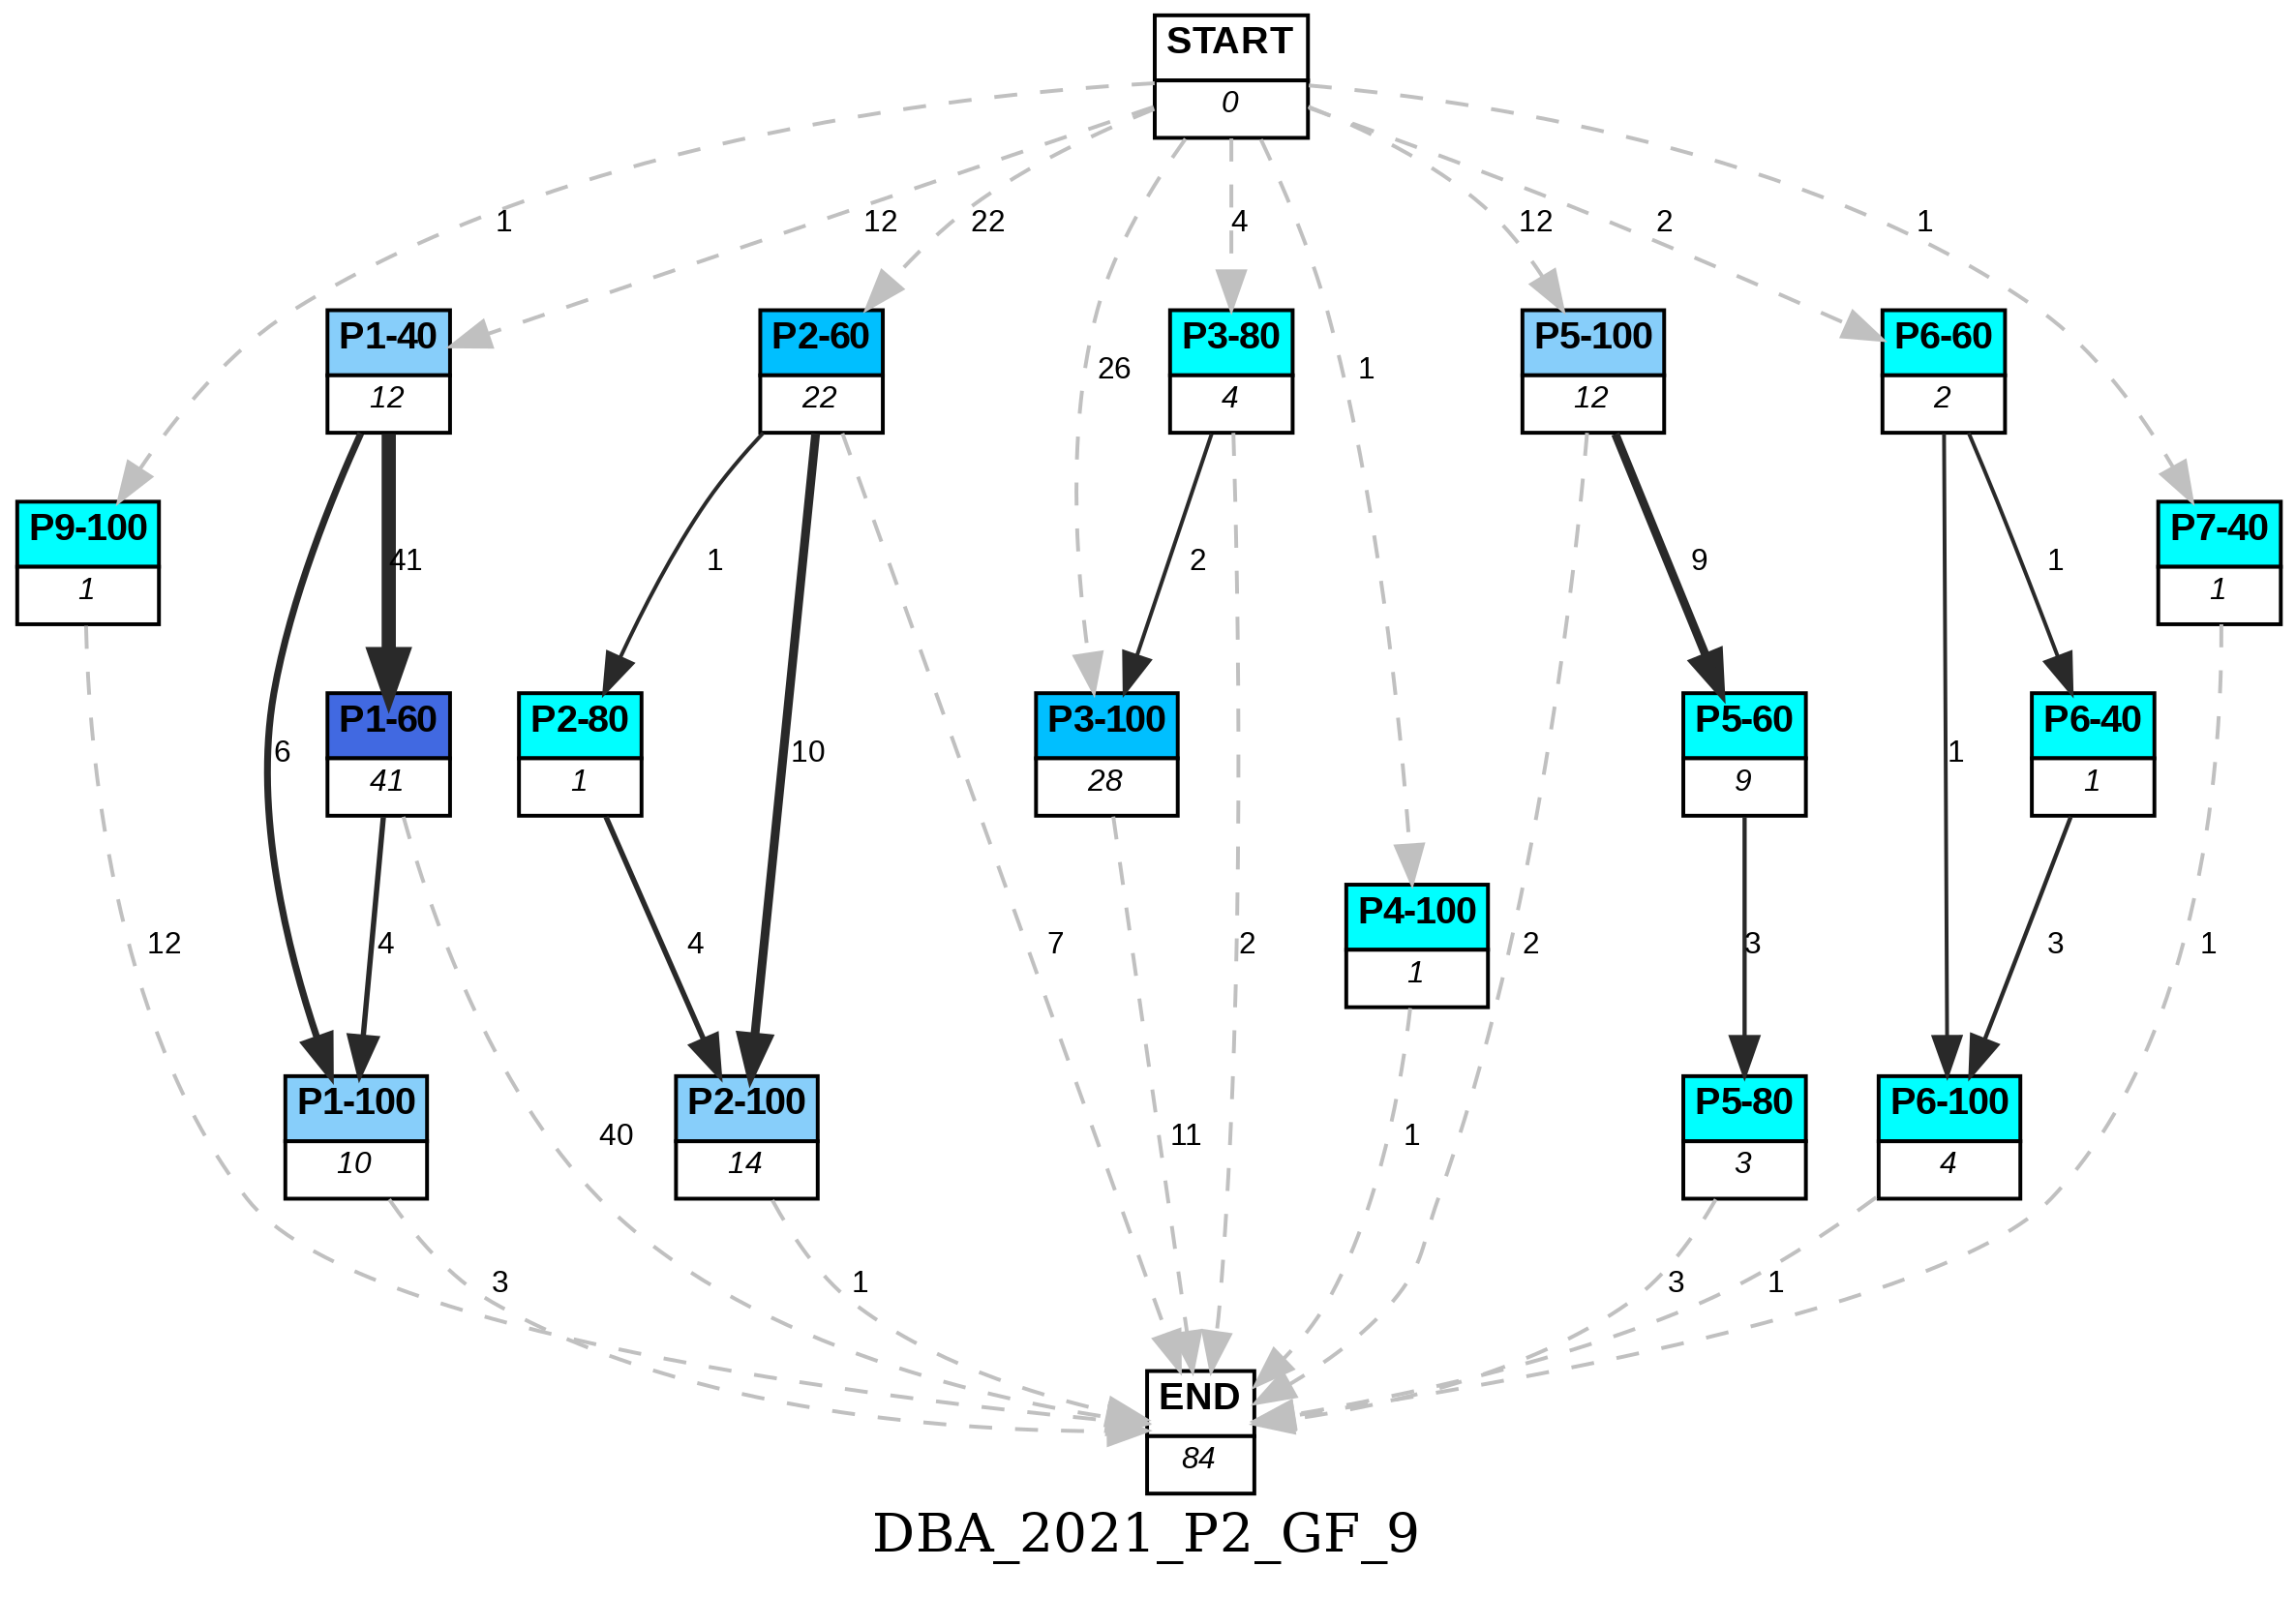 START
0
1
12
22
4
12
2
1
P1-40
12
P2-60
22
P3-80
4
P5-100
12
P6-60
2
26
1
P9-100
1
P7-40
1
41
1
2
9
1
P1-60
41
P2-80
1
P3-100
28
P5-60
9
P6-40
1
6
10
1
P4-100
1
12
4
4
7
2
2
3
3
1
P1-100
10
P2-100
14
P5-80
3
P6-100
4
40
11
1
3
1
3
1
END
84
DBA_2021_P2_GF_9